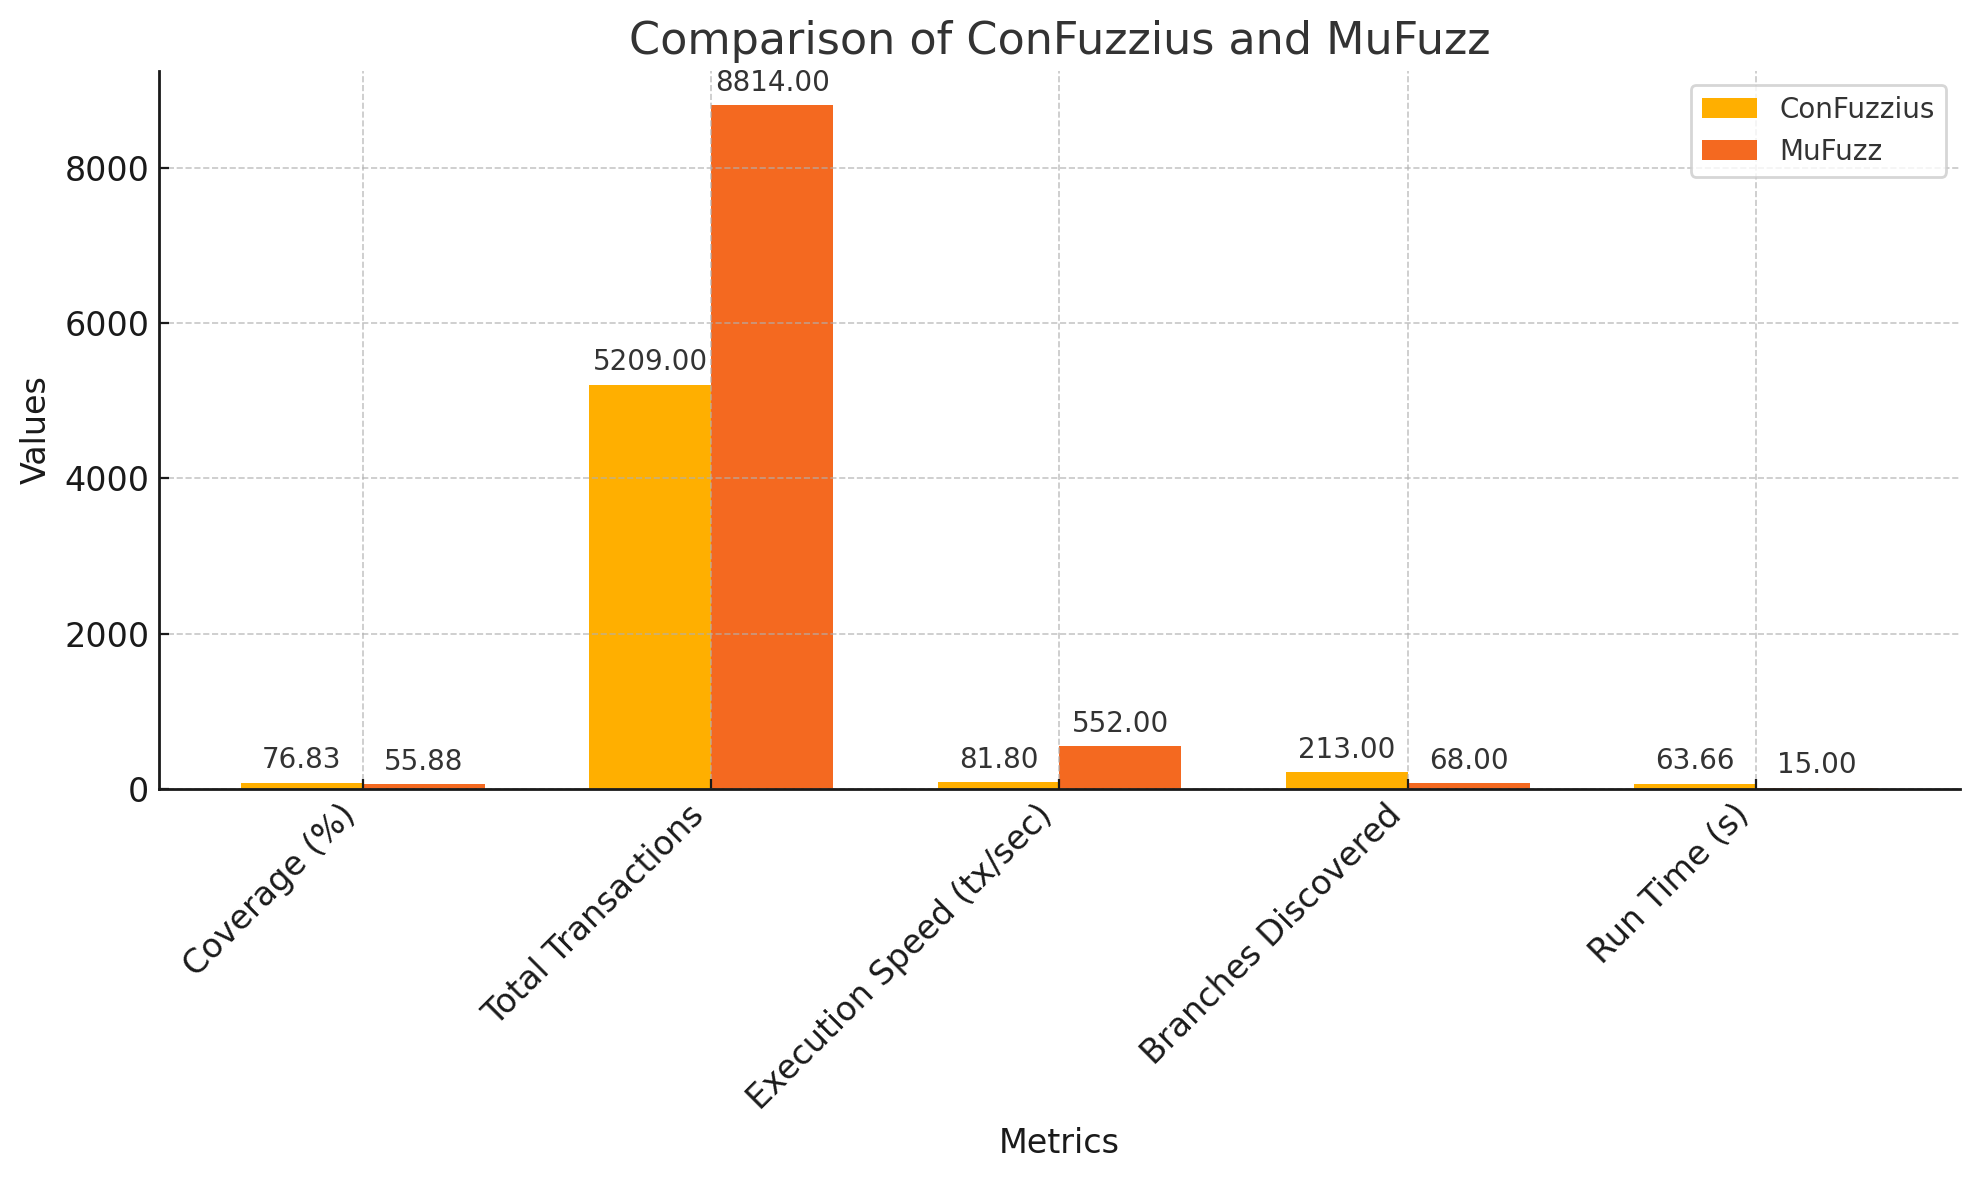 Comparison of ConFuzzius and MuFuzz
ConFuzzius
MuFuzz
Values
8000
6000
4000
2000
0
76.83
55.88
5209.00
8814.00
81.80
552.00
213.00
68.00
63.66
15.00
Coverage (%)
Total Transactions
Execution Speed (tx/sec)
Branches Discovered
Run Time (s)
Metrics